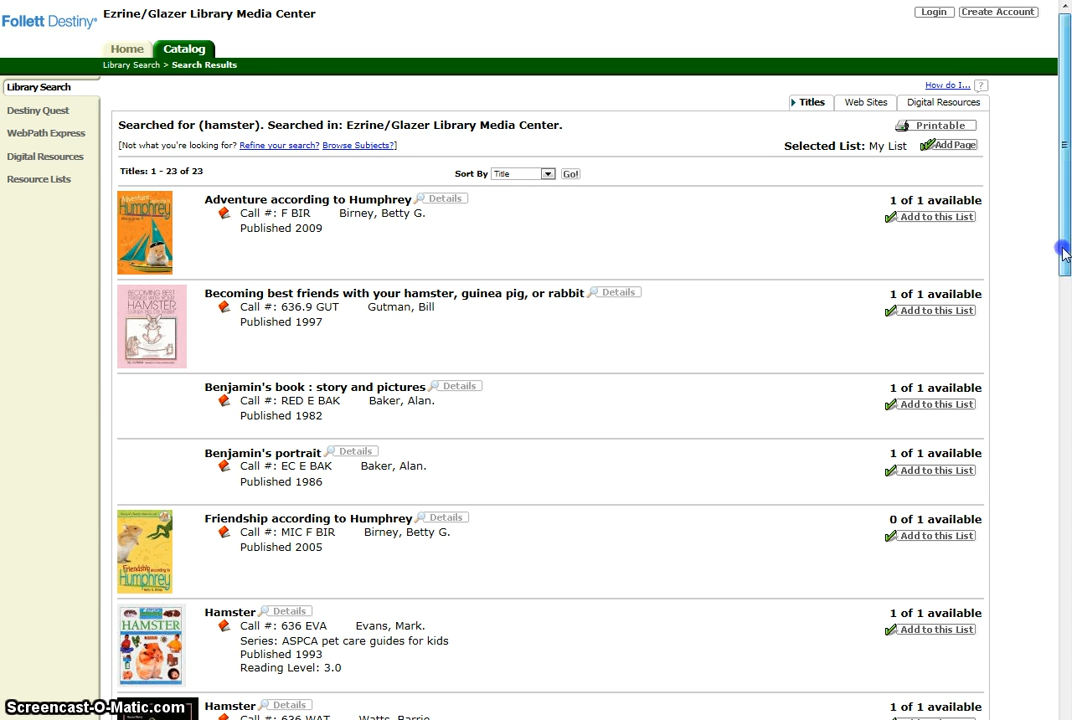 Follett Destiny
Ezrine/Glazer Library Media Center
Login Create Account
Home Catalog
Library Search > Search Results
Library Search
Destiny Quest
WebPath Express
Digital Resources
Resource Lists
How do I... ?
Titles Web Sites Digital Resources
Searched for (hamster). Searched in: Ezrine/Glazer Library Media Center.
Printable
[Not what you're looking for? Refine your search? Browse Subjects?]
Selected List: My List Add Page
Titles: 1 - 23 of 23
Sort By Title Go!
Adventure according to Humphrey Details
1 of 1 available
Call #: F BIR Birney, Betty G.
Add to this List
Published 2009
Becoming best friends with your hamster, guinea pig, or rabbit Details
1 of 1 available
Call #: 636.9 GUT Gutman, Bill
Add to this List
Published 1997
Benjamin's book : story and pictures Details
1 of 1 available
Call #: RED E BAK Baker, Alan.
Add to this List
Published 1982
Benjamin's portrait Details
1 of 1 available
Call #: EC E BAK Baker, Alan.
Add to this List
Published 1986
Friendship according to Humphrey Details
0 of 1 available
Call #: MIC F BIR Birney, Betty G.
Add to this List
Published 2005
Humphrey
Hamster Details
1 of 1 available
Call #: 636 EVA Evans, Mark.
Add to this List
Series: ASPCA pet care guides for kids
Published 1993
Reading Level: 3.0
HAMSTER
Hamster Details
1 of 1 available
Call #: 636 WAT Watts, Barrie.
Screencast-O-Matic.com